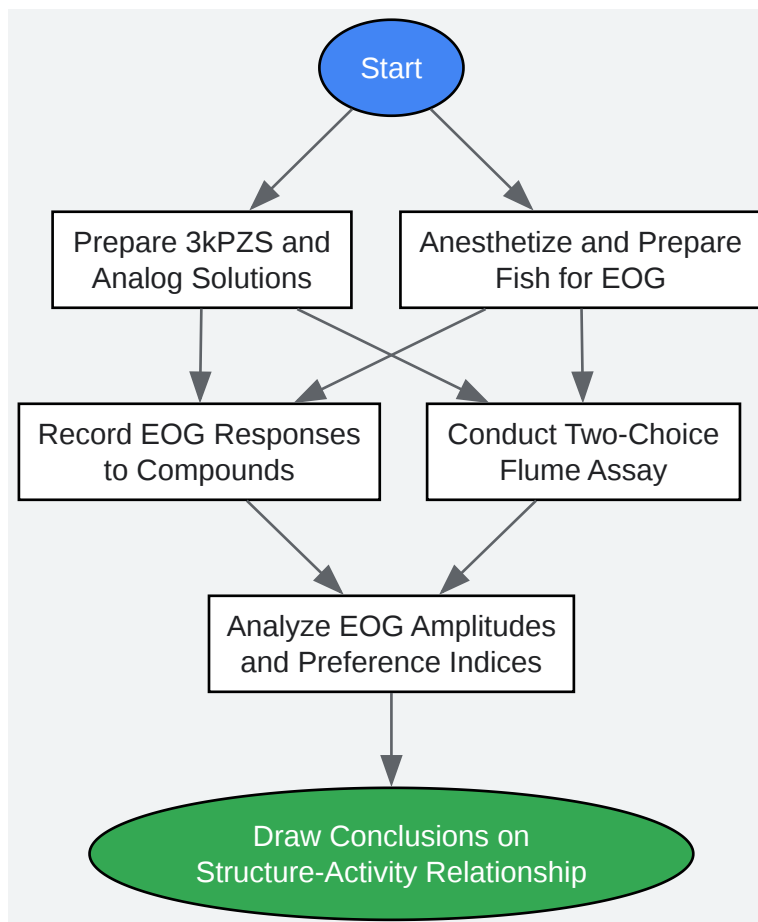 Start
Prepare 3kPZS and
Analog Solutions
Anesthetize and Prepare
Fish for EOG
Record EOG Responses
to Compounds
Conduct Two-Choice
Flume Assay
Analyze EOG Amplitudes
and Preference Indices
Draw Conclusions on
Structure-Activity Relationship